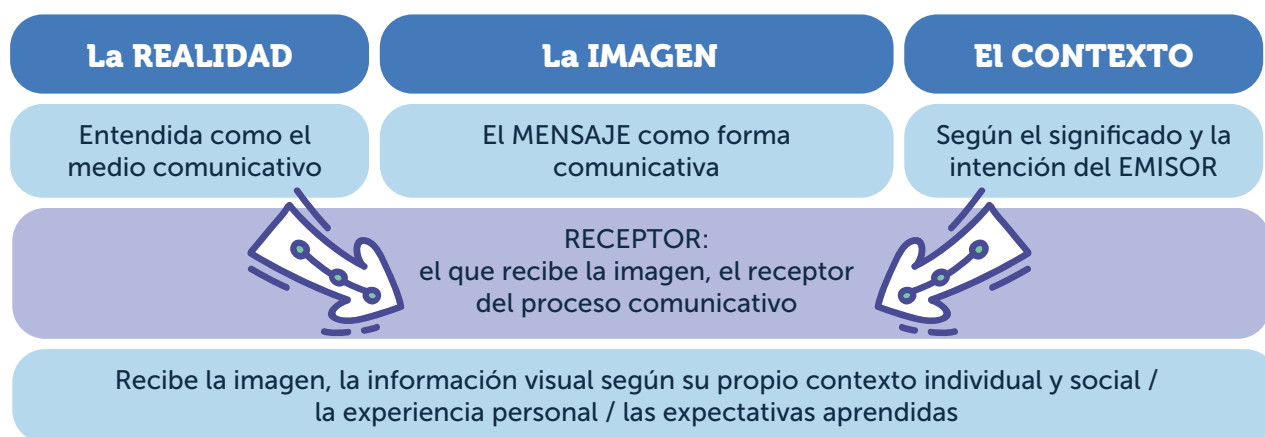 La REALIDAD
La IMAGEN
El CONTEXTO
Entendida como el
medio comunicativo
El MENSAJE como forma
comunicativa
Según el significado y la
intención del EMISOR
RECEPTOR:
el que recibe la imagen, el receptor
del proceso comunicativo
Recibe la imagen, la información visual según su propio contexto individual y social /
la experiencia personal / las expectativas aprendidas